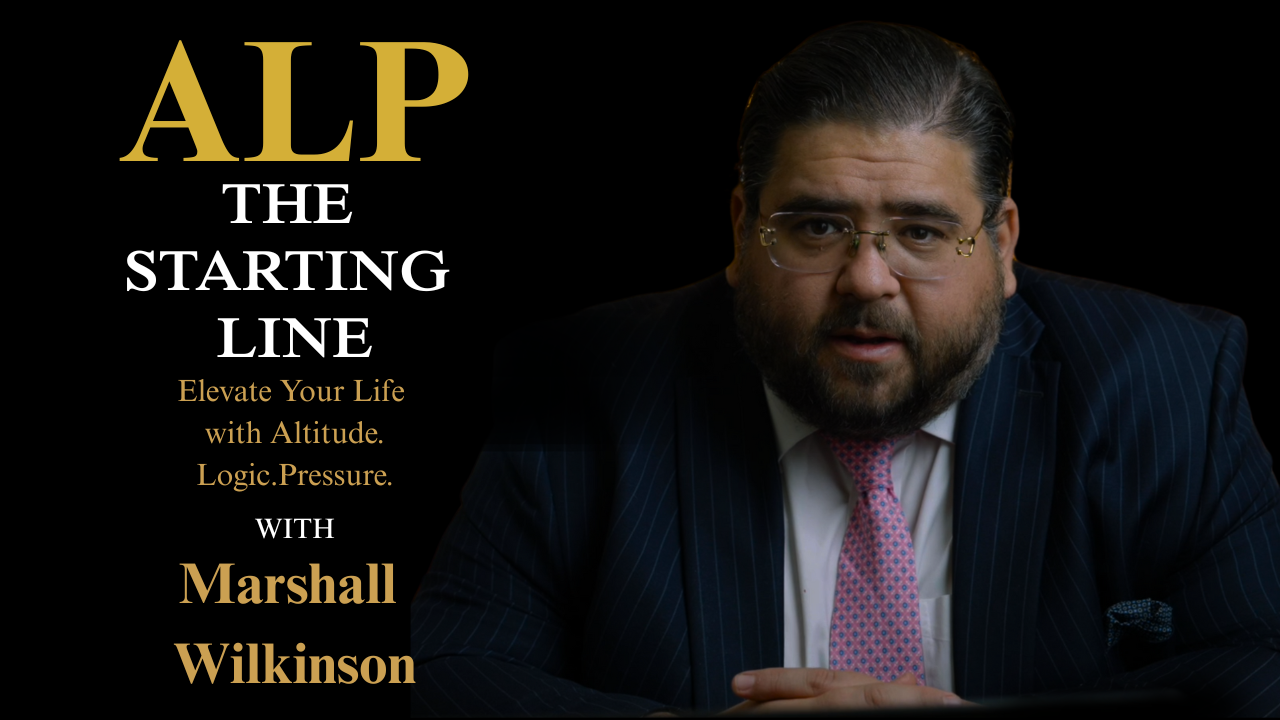 ALP
THE
STARTING
LINE
Elevate Your Life
with Altitude.
Logic.Pressure.
WITH
Marshall
Wilkinson